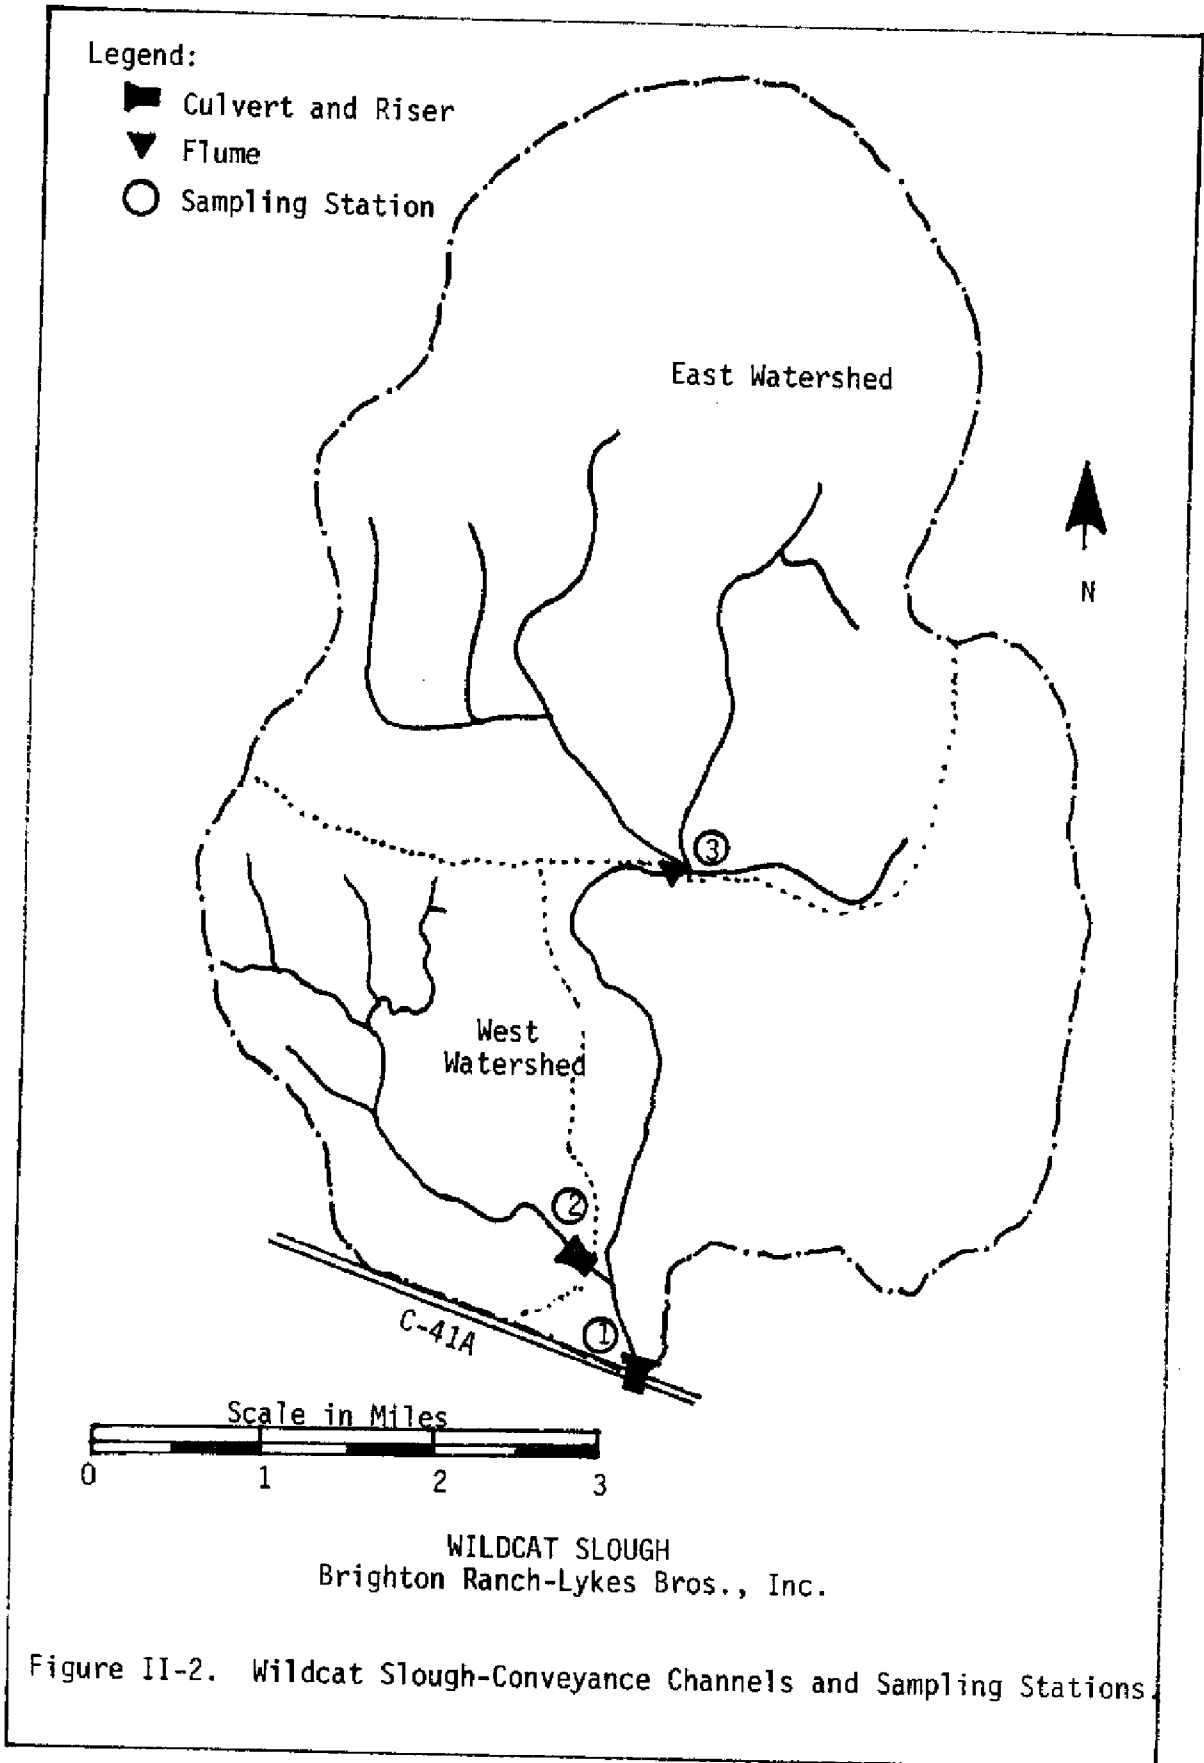 Legend:
Culvert and Riser
Flume
Sampling Station
East Watershed
N
3
West
Watershed
2
1
C-41A
Scale in Miles
0 1 2 3
WILDCAT SLOUGH
Brighton Ranch-Lykes Bros., Inc.
Figure II-2. Wildcat Slough-Conveyance Channels and Sampling Stations.